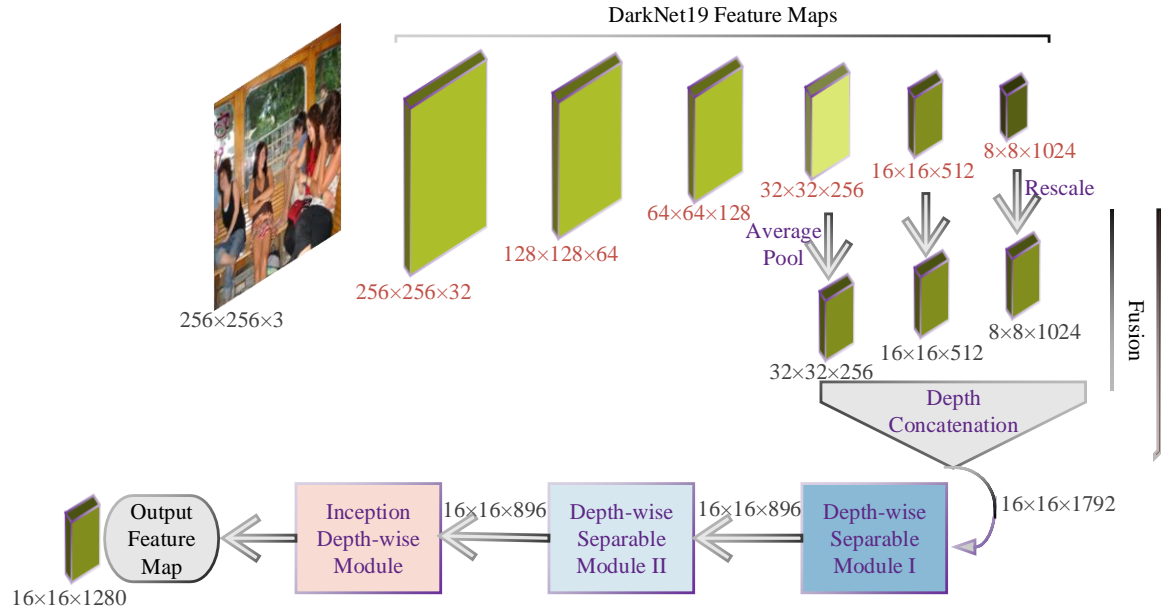 DarkNet19 Feature Maps
256×256×3
256×256×32
128×128×64
64×64×128
32×32×256
16×16×512
8×8×1024
Average
Pool
Rescale
32×32×256
16×16×512
8×8×1024
Fusion
Depth
Concatenation
16×16×1792
Depth-wise
Separable
Module I
16×16×896
Depth-wise
Separable
Module II
16×16×896
Inception
Depth-wise
Module
Output
Feature
Map
16×16×1280